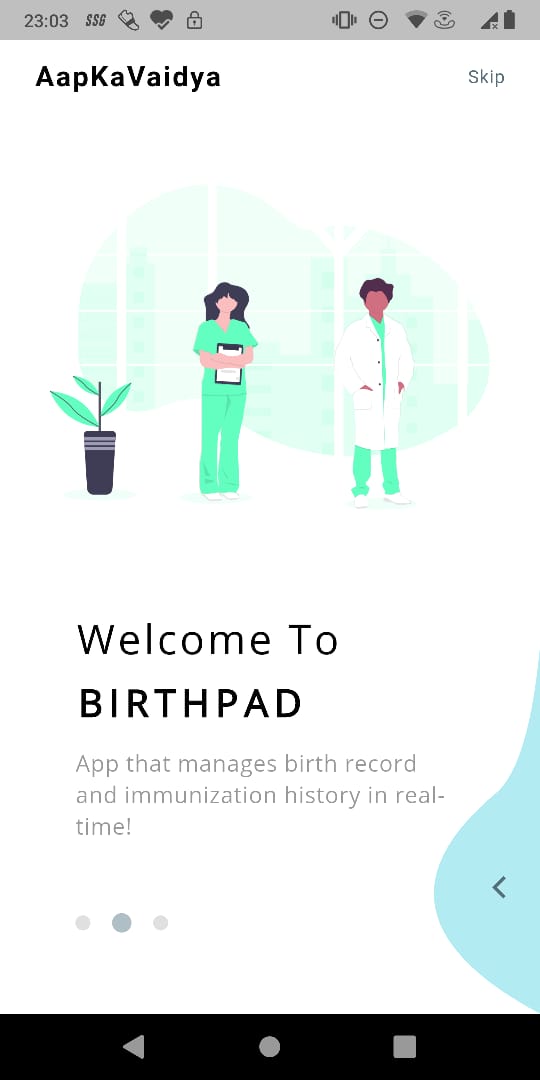 23:03 SSG
AapKaVaidya
Skip
Welcome To
BIRTHPAD
App that manages birth record
and immunization history in real-
time!